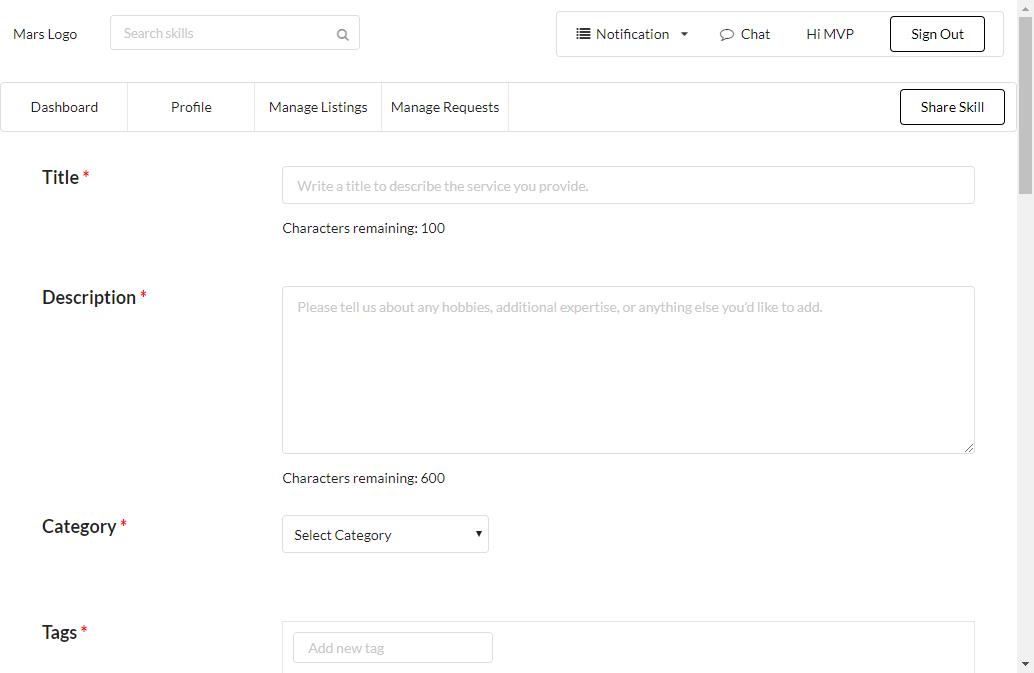 Mars Logo
Search skills
Notification
Chat
Hi MVP
Sign Out
Dashboard
Profile
Manage Listings
Manage Requests
Share Skill
Title *
Write a title to describe the service you provide.
Characters remaining: 100
Description *
Please tell us about any hobbies, additional expertise, or anything else you'd like to add.
Characters remaining: 600
Category *
Select Category
Tags *
Add new tag